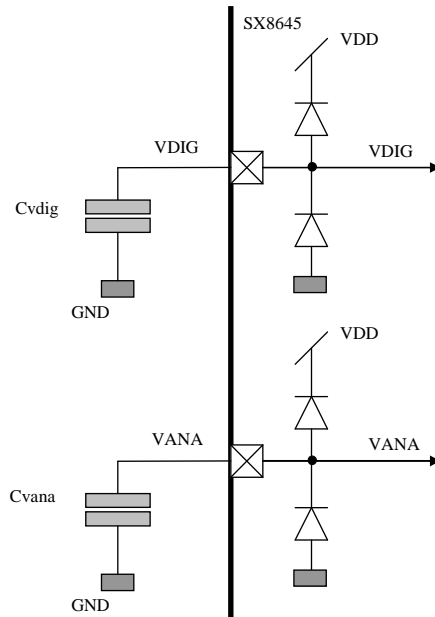 SX8645
VDD
VDIG
VDIG
Cvdig
GND
VDD
VANA
VANA
Cvana
GND